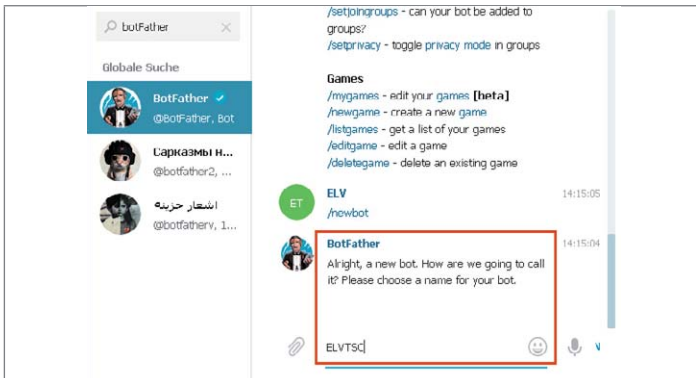 botFather
Globale Suche
BotFather
@BotFather, Bot
Сарказмы н...
@botfather2, ...
اشعار حزينه
@botfatherv, 1...
/setjoingroups - can your bot be added to
groups?
/setprivacy - toggle privacy mode in groups
Games
/mygames - edit your games [beta]
/newgame - create a new game
/listgames - get a list of your games
/editgame - edit a game
/deletegame - delete an existing game
ET
ELV
14:15:05
/newbot
BotFather
14:15:04
Alright, a new bot. How are we going to call
it? Please choose a name for your bot.
ELVTSC